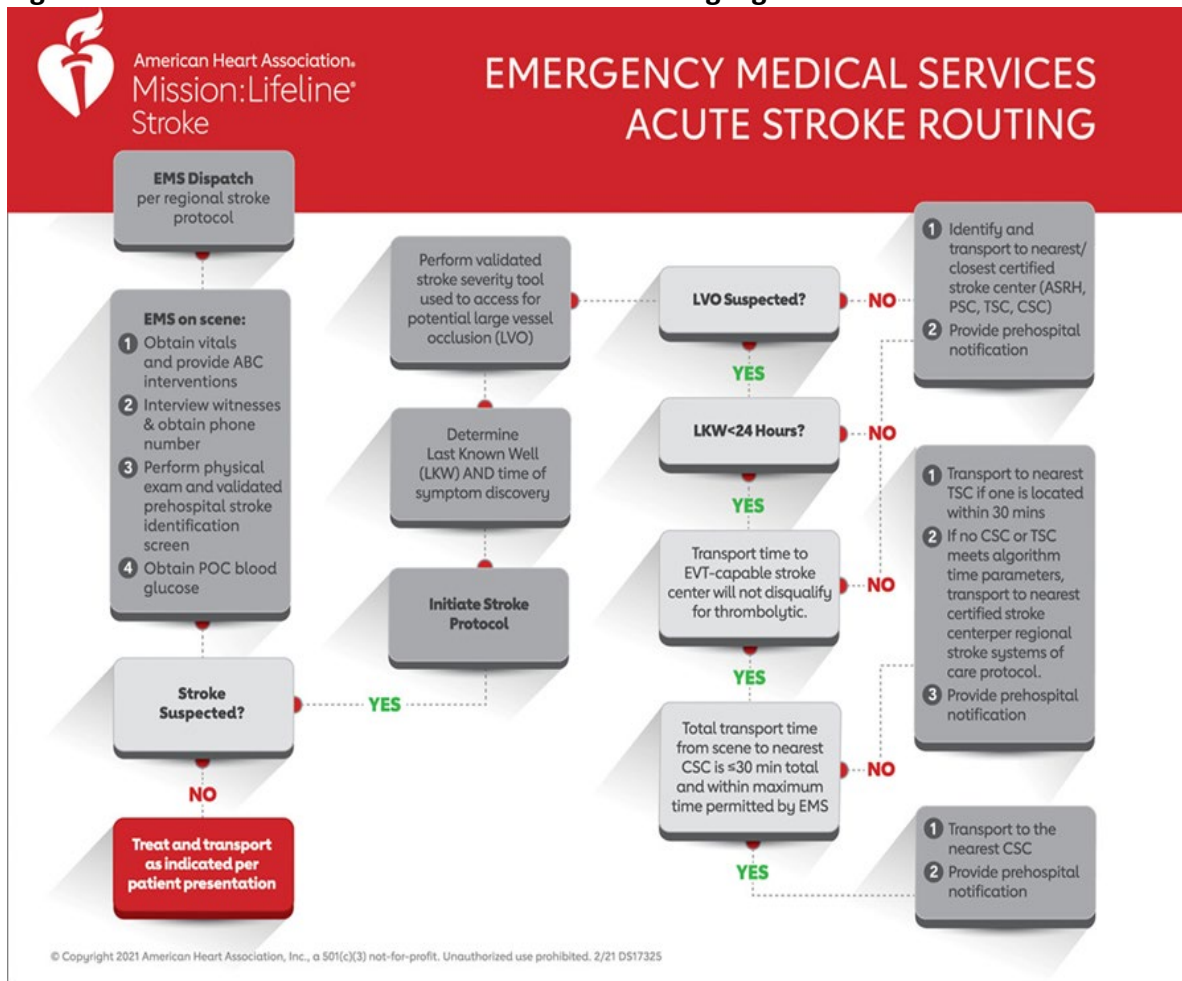 American Heart Association®
Mission:Lifeline®
Stroke
EMERGENCY MEDICAL SERVICES
ACUTE STROKE ROUTING
EMS Dispatch
per regional stroke
protocol
EMS on scene:
1 Obtain vitals
and provide ABC
interventions
2 Interview witnesses
& obtain phone
number
3 Perform physical
exam and validated
prehospital stroke
identification
screen
4 Obtain POC blood
glucose
Stroke
Suspected?
NO
Treat and transport
as indicated per
patient presentation
YES
Initiate Stroke
Protocol
Determine
Last Known Well
(LKW) AND time of
symptom discovery
Perform validated
stroke severity tool
used to access for
potential large vessel
occlusion (LVO)
LVO Suspected?
NO
1 Identify and
transport to nearest/
closest certified
stroke center (ASRH,
PSC, TSC, CSC)
2 Provide prehospital
notification
YES
LKW<24 Hours?
NO
YES
Transport time to
EVT-capable stroke
center will not disqualify
for thrombolytic.
NO
1 Transport to nearest
TSC if one is located
within 30 mins
2 If no CSC or TSC
meets algorithm
time parameters,
transport to nearest
certified stroke
centerper regional
stroke systems of
care protocol.
3 Provide prehospital
notification
YES
Total transport time
from scene to nearest
CSC is ≤30 min total
and within maximum
time permitted by EMS
NO
YES
1 Transport to the
nearest CSC
2 Provide prehospital
notification
© Copyright 2021 American Heart Association, Inc., a 501(c)(3) not-for-profit. Unauthorized use prohibited. 2/21 DS17325